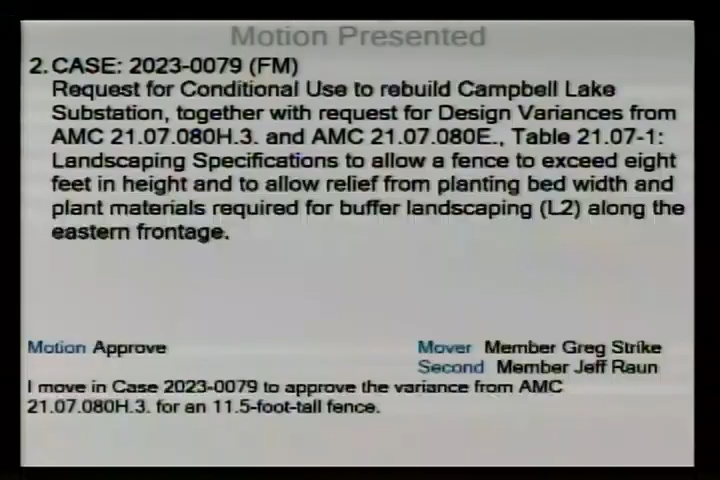 Motion Presented
2. CASE: 2023-0079 (FM)
Request for Conditional Use to rebuild Campbell Lake
Substation, together with request for Design Variances from
AMC 21.07.080H.3. and AMC 21.07.080E., Table 21.07-1:
Landscaping Specifications to allow a fence to exceed eight
feet in height and to allow relief from planting bed width and
plant materials required for buffer landscaping (L2) along the
eastern frontage.
Motion Approve
Mover Member Greg Strike
Second Member Jeff Raun
I move in Case 2023-0079 to approve the variance from AMC
21.07.080H.3. for an 11.5-foot-tall fence.